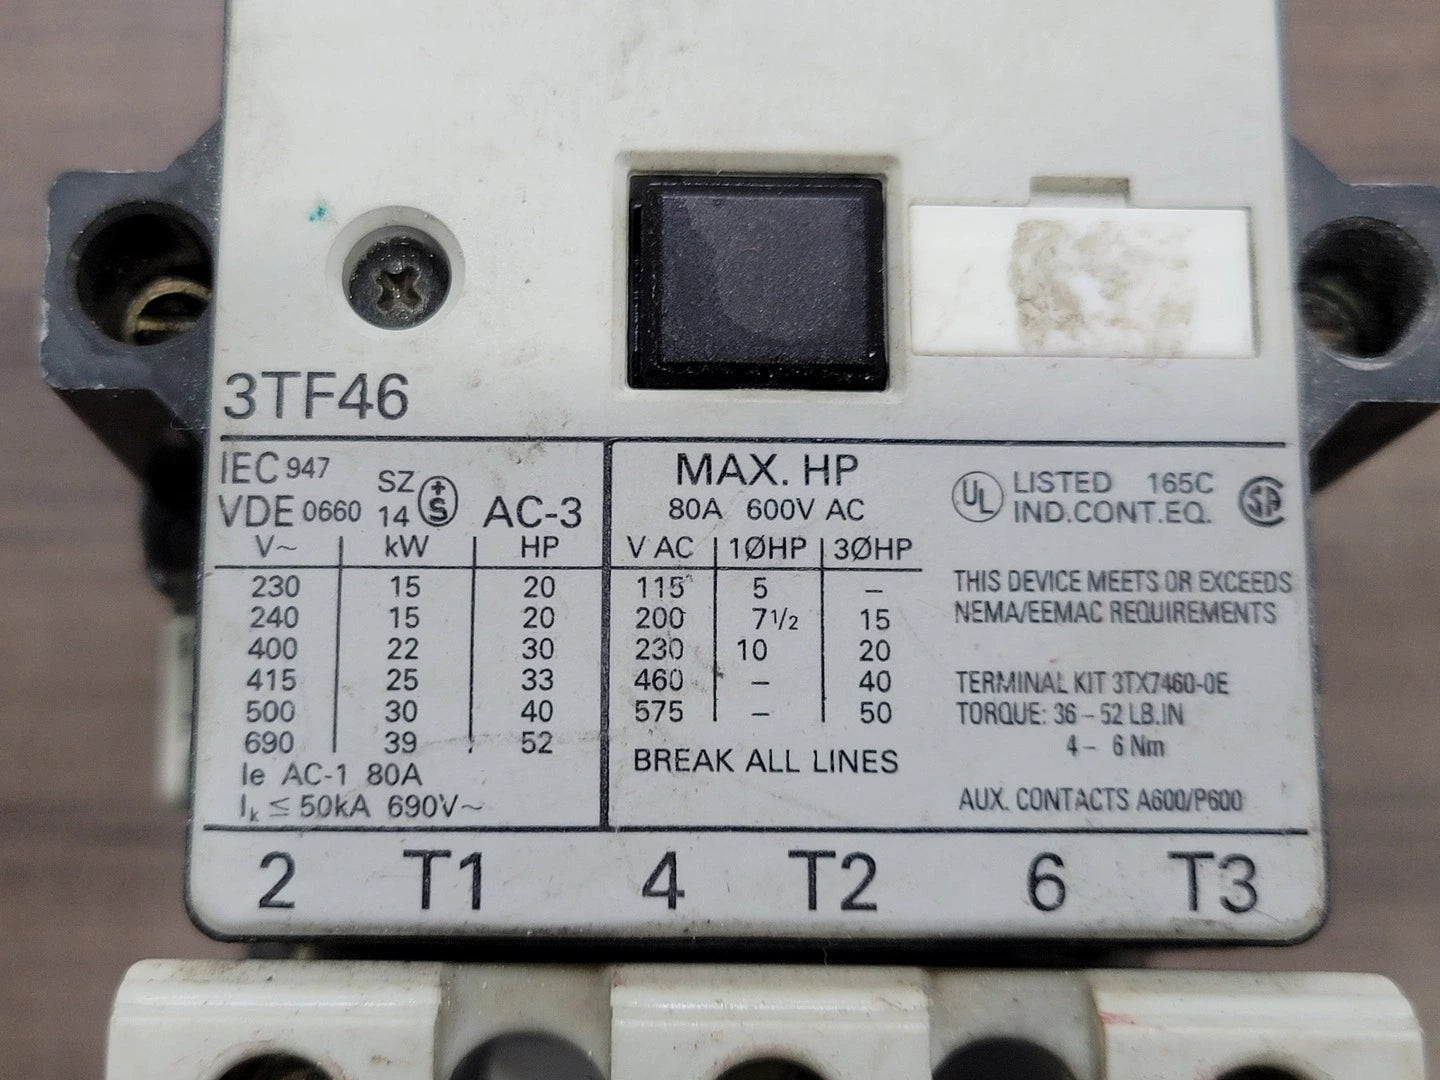 3TF46
IEC 947
VDE 0660
SZ
14
+S
AC-3
V~ kW HP
230 15 20
240 15 20
400 22 30
415 25 33
500 30 40
690 39 52
Ie AC-1 80A
Ik ≤ 50kA 690V~
MAX. HP
80A 600V AC
V AC 1ØHP 3ØHP
115 5 –
200 7 1/2 15
230 10 20
460 – 40
575 – 50
BREAK ALL LINES
UL LISTED 165C SA
IND.CONT.EQ.
THIS DEVICE MEETS OR EXCEEDS
NEMA/EEMAC REQUIREMENTS
TERMINAL KIT 3TX7460-0E
TORQUE: 36 – 52 LB.IN
4 – 6 Nm
AUX. CONTACTS A600/P600
2 T1 4 T2 6 T3